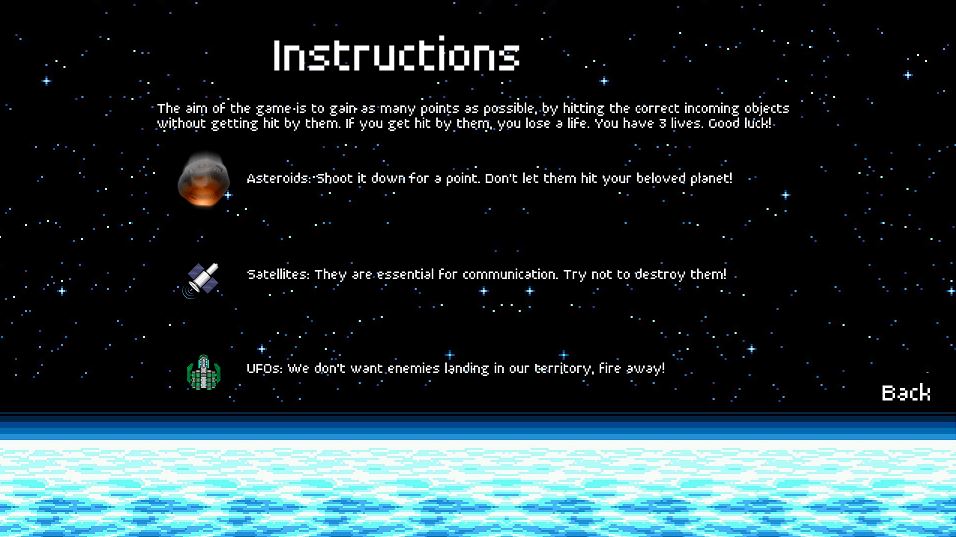 Instructions
The aim of the game is to gain as many points as possible, by hitting the correct incoming objects
without getting hit by them. If you get hit by them, you lose a life. You have 3 lives. Good luck!
Asteroids: Shoot it down for a point. Don't let them hit your beloved planet!
Satellites: They are essential for communication. Try not to destroy them!
UFOs: We don't want enemies landing in our territory, fire away!
Back